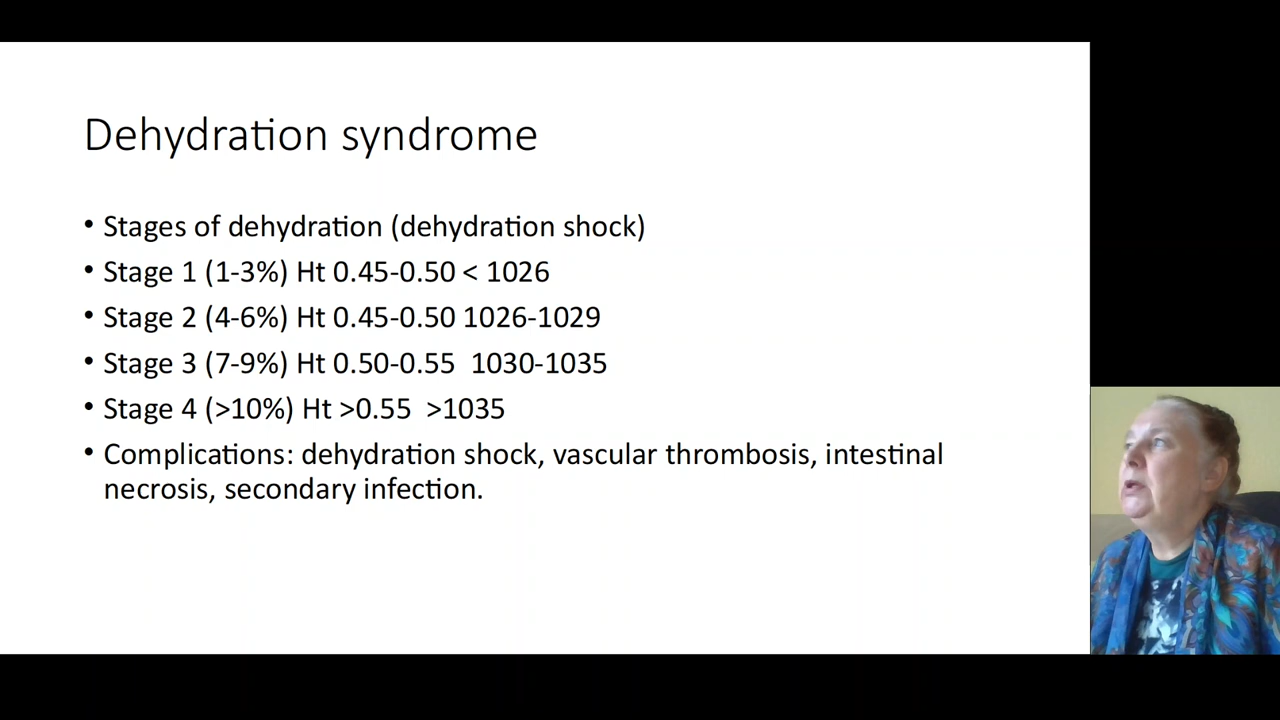 Dehydration syndrome
• Stages of dehydration (dehydration shock)
• Stage 1 (1-3%) Ht 0.45-0.50 < 1026
• Stage 2 (4-6%) Ht 0.45-0.50 1026-1029
• Stage 3 (7-9%) Ht 0.50-0.55  1030-1035
• Stage 4 (>10%) Ht >0.55  >1035
• Complications: dehydration shock, vascular thrombosis, intestinal
necrosis, secondary infection.